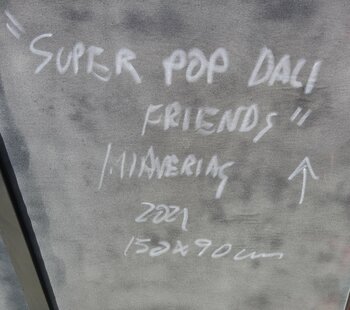 "SUPER POP DALI
FRIENDS"
2021
150x90cm